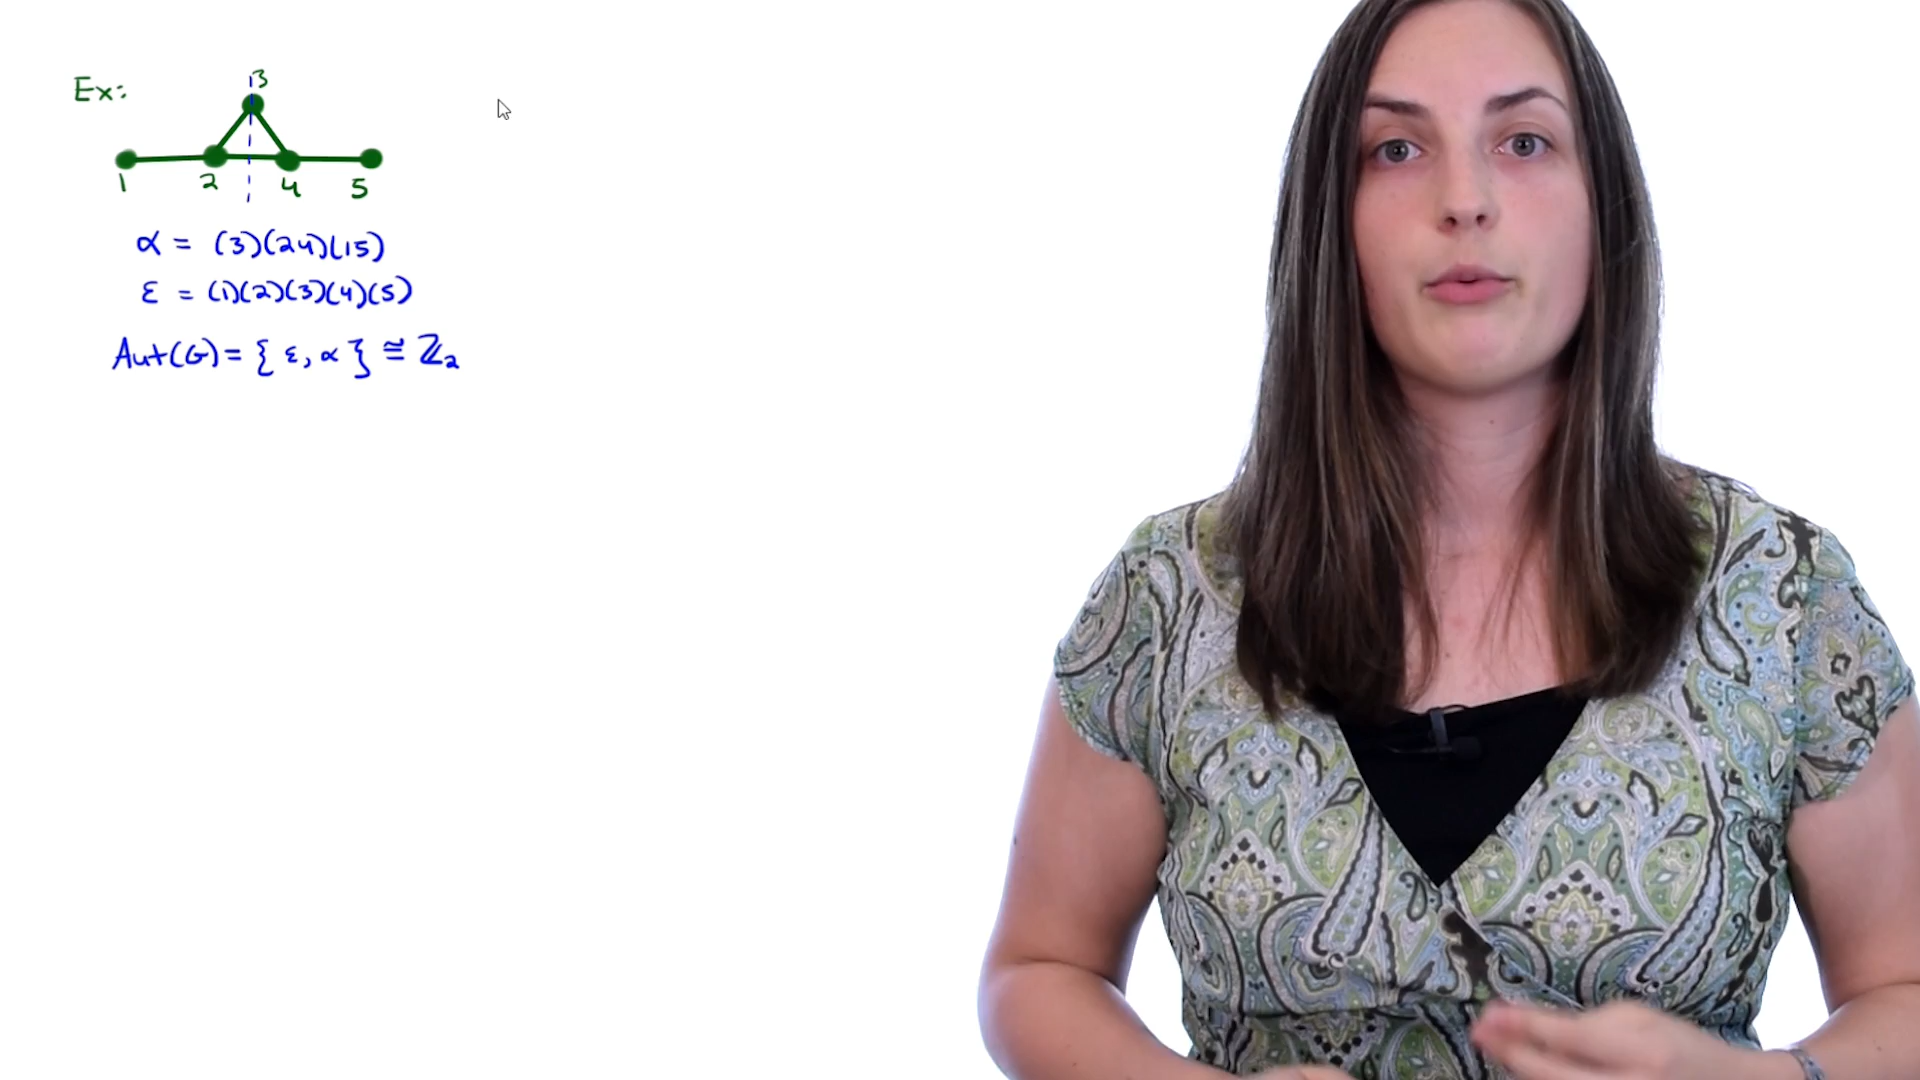 Ex:
3
1 2 4 5
α = (3)(24)(15)
ε = (1)(2)(3)(4)(5)
Aut(G) = { ε, α } ≅ ℤ₂